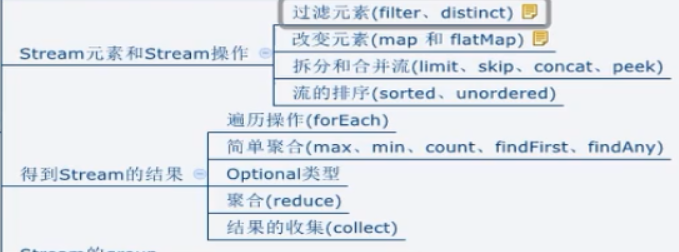 过滤元素(filter、distinct)
Stream元素和Stream操作
改变元素(map 和 flatMap)
拆分和合并流(limit、skip、concat、peek)
流的排序(sorted、unordered)
遍历操作(forEach)
简单聚合(max、min、count、findFirst、findAny)
得到Stream的结果
Optional类型
聚合(reduce)
结果的收集(collect)